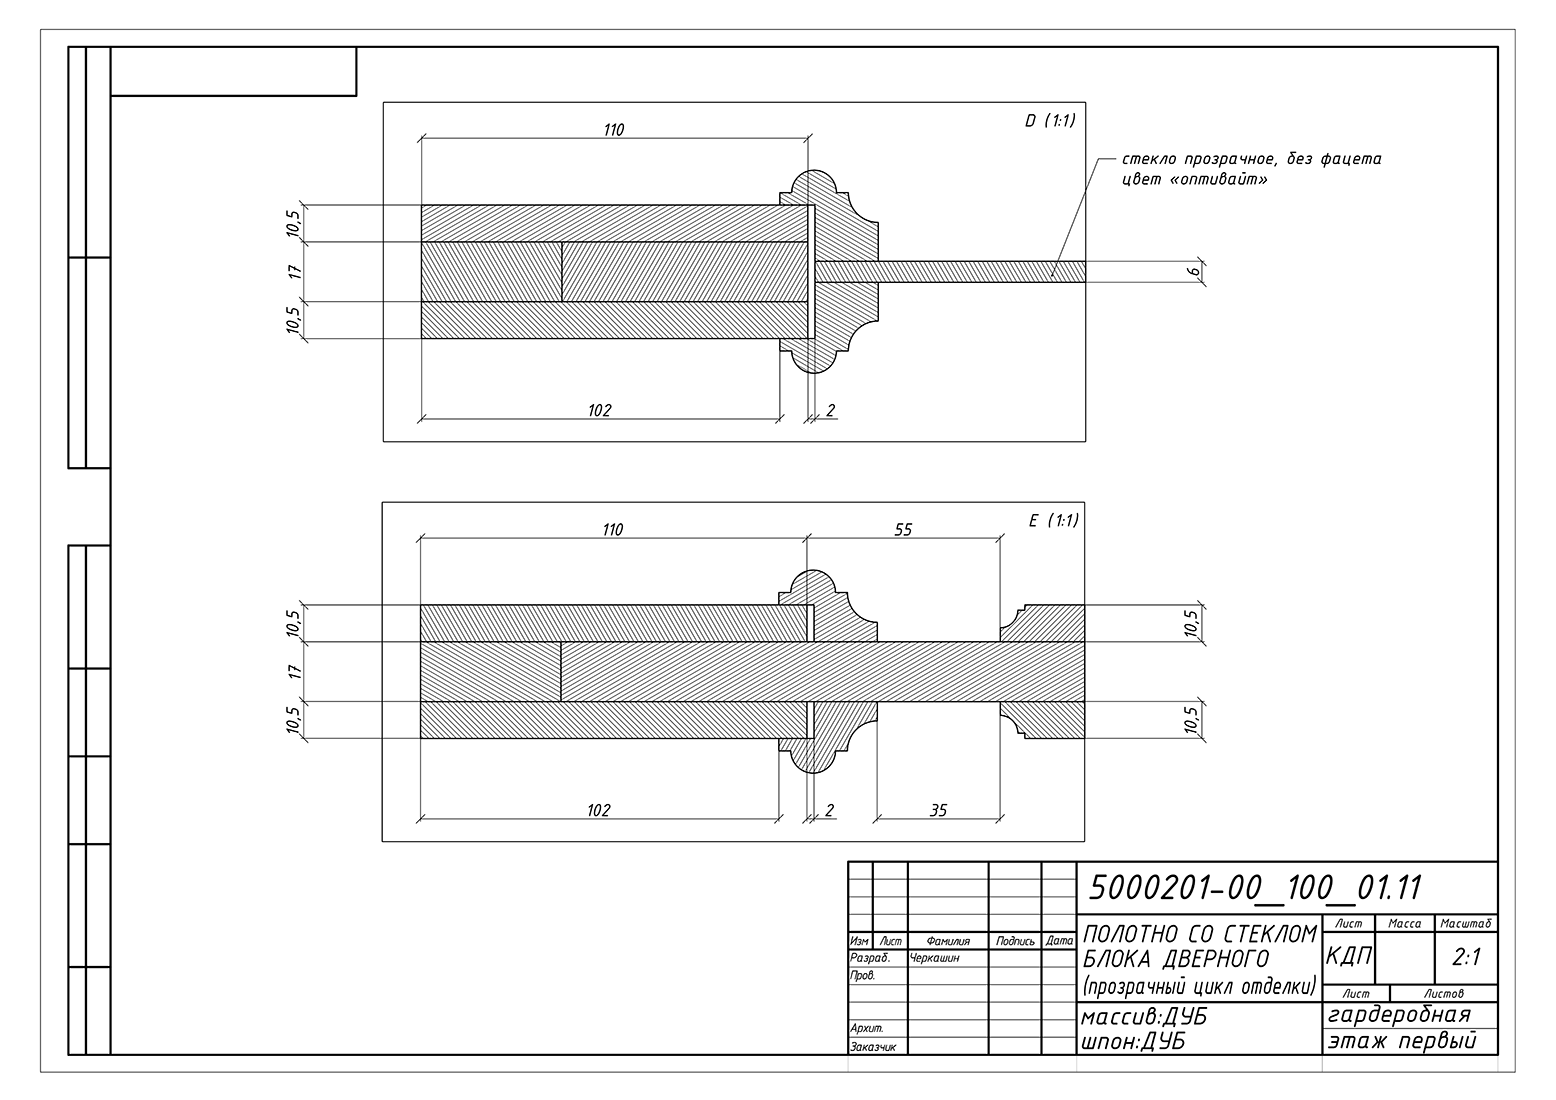 D (1:1)
110
стекло прозрачное, без фацета
цвет «оптивайт»
10,5
17
10,5
6
102
2
E (1:1)
110
55
10,5
17
10,5
10,5
10,5
102
2
35
5000201-00_100_01.11
ПОЛОТНО СО СТЕКЛОМ
БЛОКА ДВЕРНОГО
(прозрачный цикл отделки)
Лист Масса Масштаб
КДП 2:1
Лист Листов
Изм Лист Фамилия Подпись Дата
Разраб. Черкашин
Пров.
Архит.
Заказчик
массив:ДУБ
шпон:ДУБ
гардеробная
этаж первый